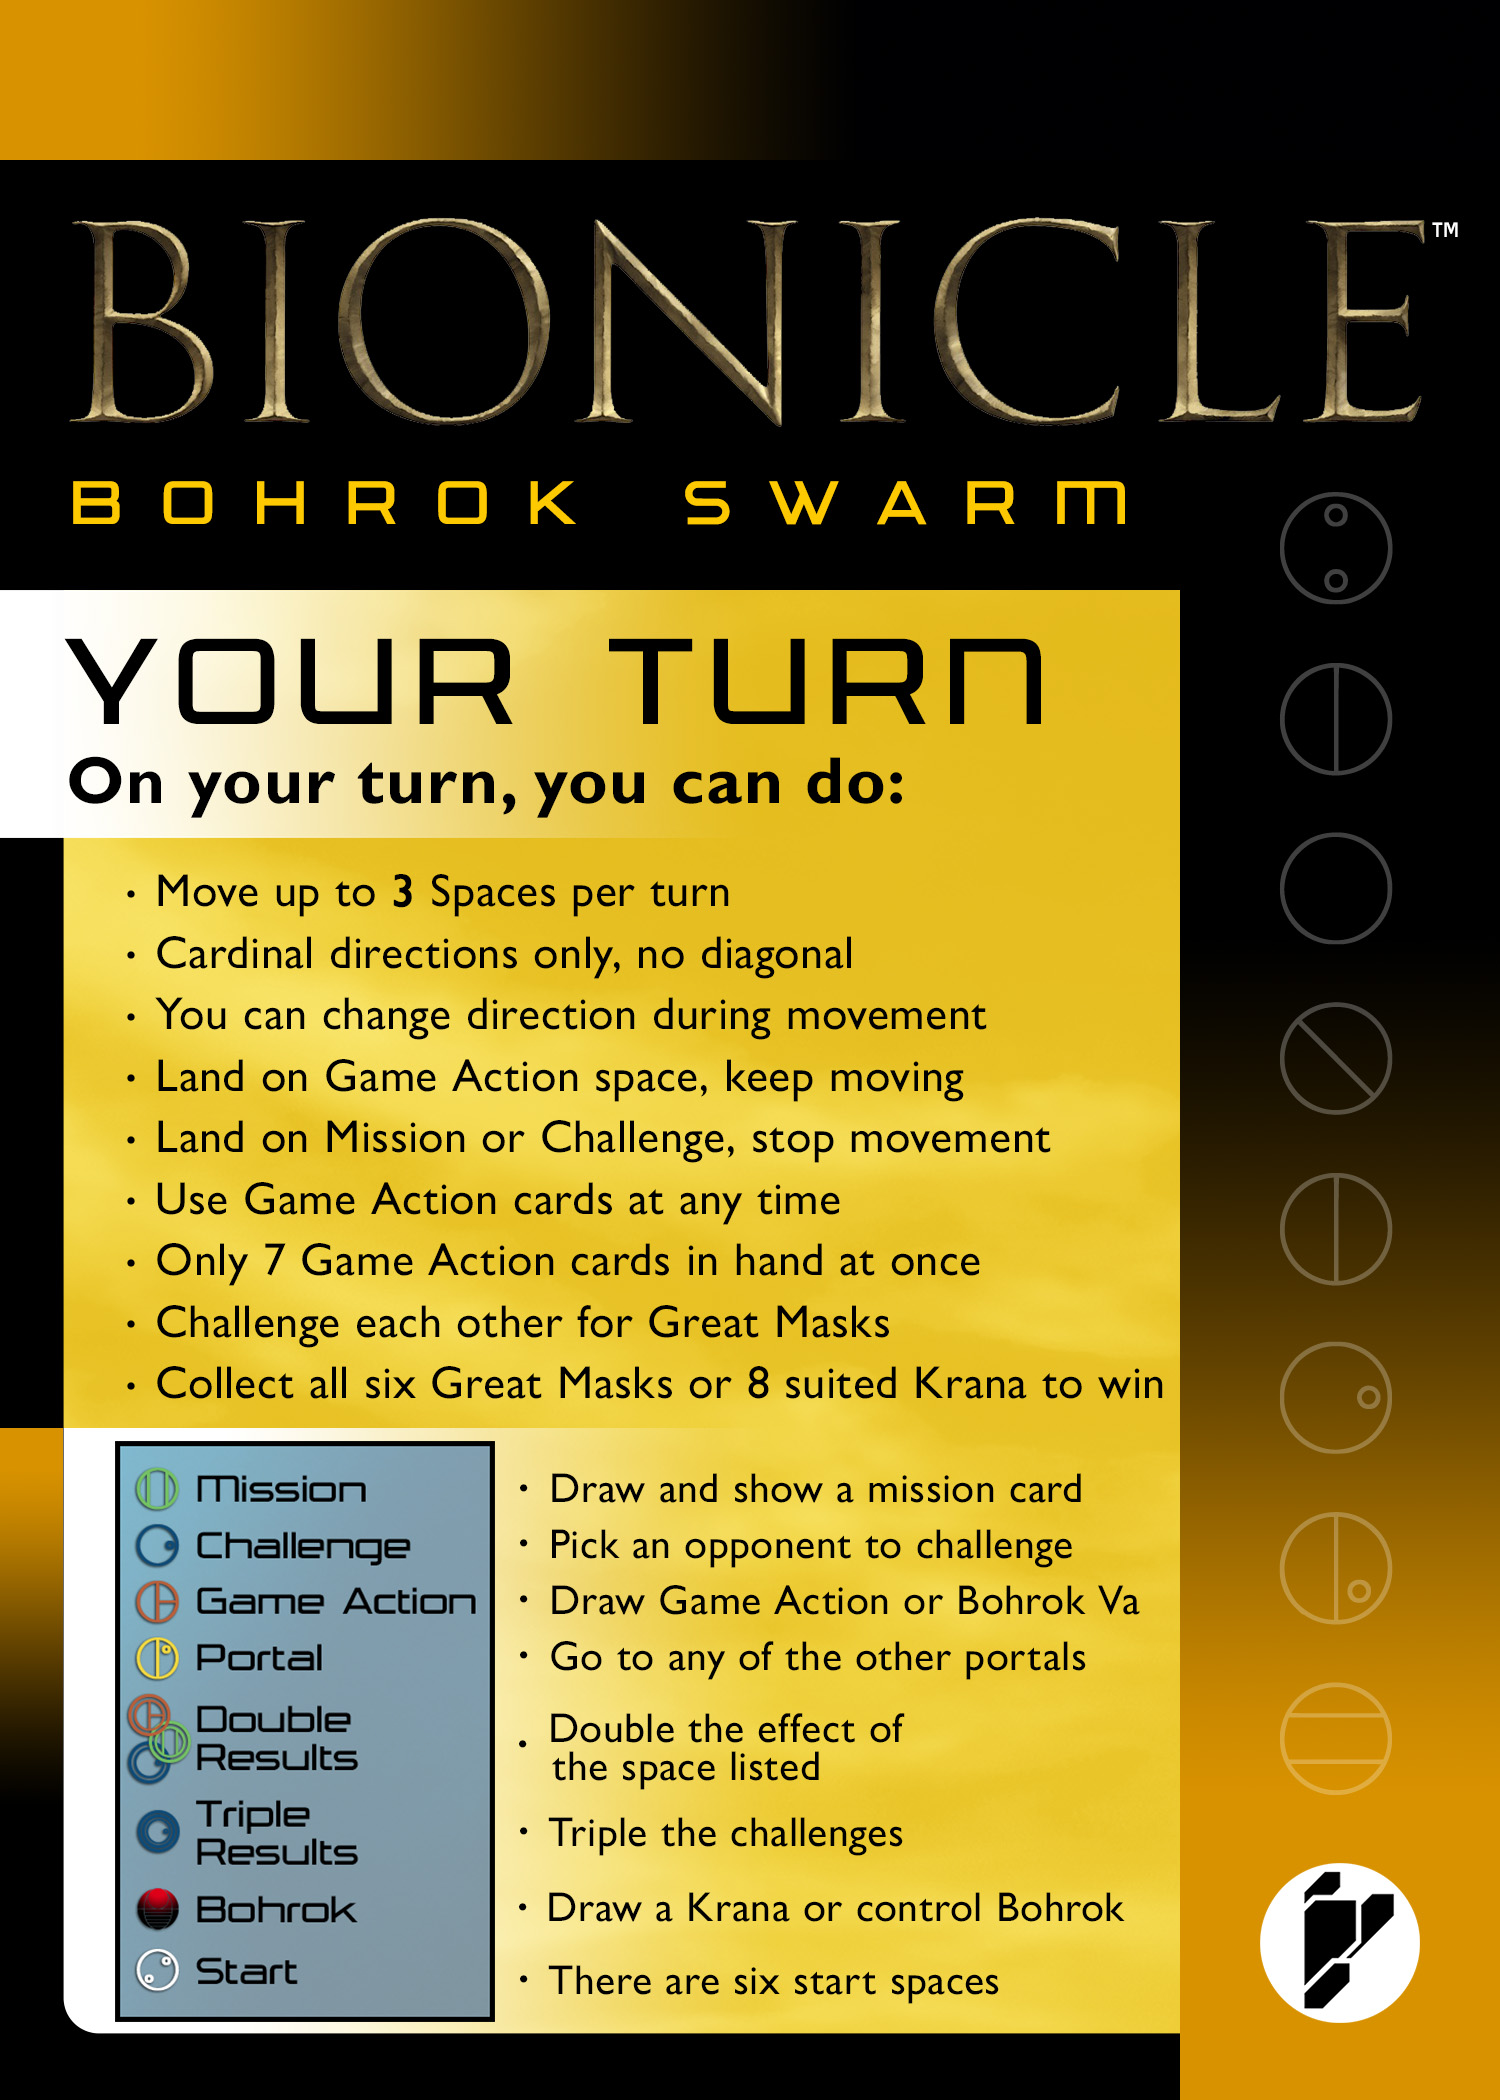 BIONICLE™
BOHROK SWARM
YOUR TURN
On your turn, you can do:
· Move up to 3 Spaces per turn
· Cardinal directions only, no diagonal
· You can change direction during movement
· Land on Game Action space, keep moving
· Land on Mission or Challenge, stop movement
· Use Game Action cards at any time
· Only 7 Game Action cards in hand at once
· Challenge each other for Great Masks
· Collect all six Great Masks or 8 suited Krana to win
Mission
· Draw and show a mission card
Challenge
· Pick an opponent to challenge
Game Action
· Draw Game Action or Bohrok Va
Portal
· Go to any of the other portals
Double
Results
· Double the effect of
the space listed
Triple
Results
· Triple the challenges
Bohrok
· Draw a Krana or control Bohrok
Start
· There are six start spaces